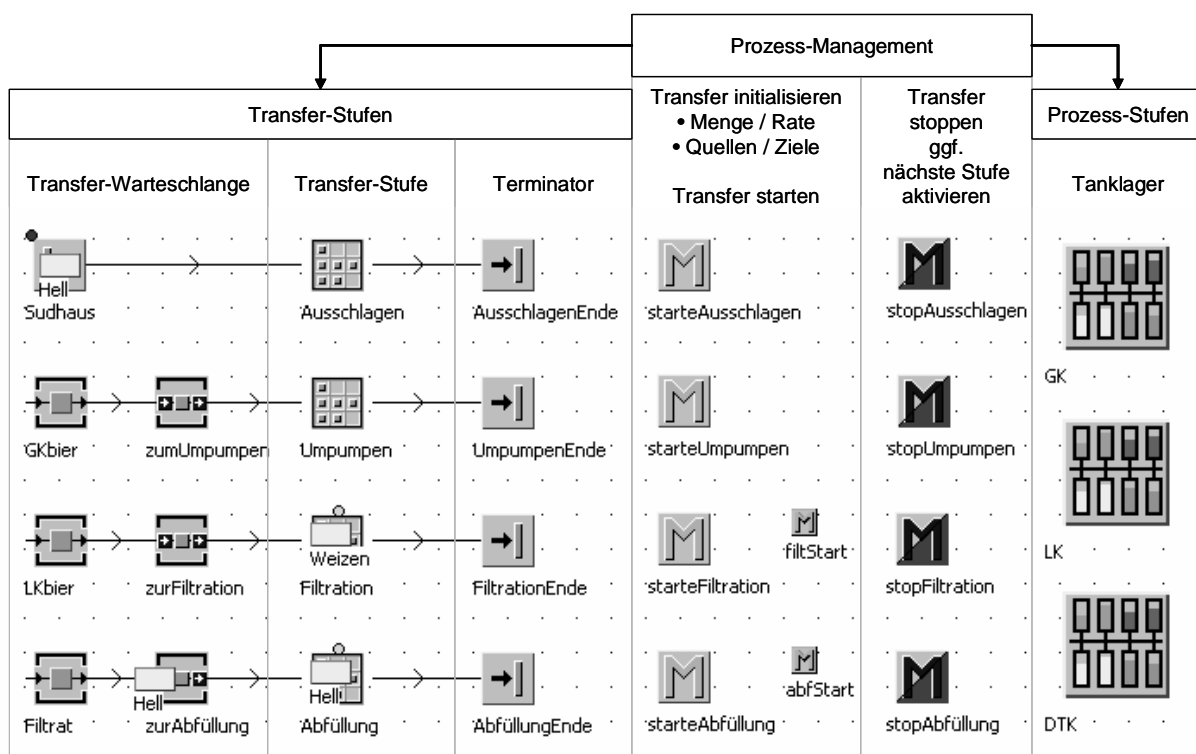 Prozess-Management
Transfer-Stufen
Transfer initialisieren
• Menge / Rate
• Quellen / Ziele
Transfer starten
Transfer
stoppen
ggf.
nächste Stufe
aktivieren
Prozess-Stufen
Transfer-Warteschlange
Transfer-Stufe
Terminator
Tanklager
Hell
Sudhaus
Ausschlagen
AusschlagenEnde
starteAusschlagen
stopAusschlagen
GK
GKbier
zumUmpumpen
Umpumpen
UmpumpenEnde
starteUmpumpen
stopUmpumpen
Weizen
filtStart
LK
LKbier
zurFiltration
Filtration
FiltrationEnde
starteFiltration
stopFiltration
Hell
Hell
abfStart
Filtrat
zurAbfüllung
Abfüllung
AbfüllungEnde
starteAbfüllung
stopAbfüllung
DTK